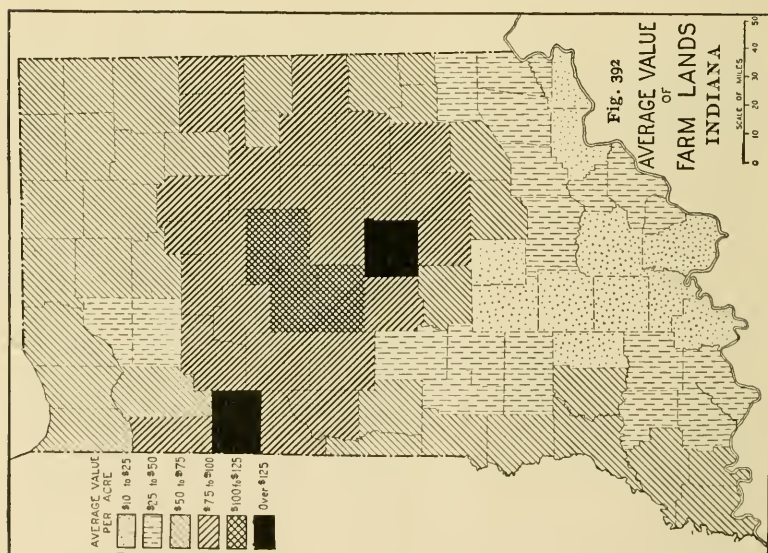 AVERAGE VALUE
PER ACRE
$10 to $25
$25 to $50
$50 to $75
$75 to $100
$100 to $125
Over $125
Fig. 392
AVERAGE VALUE
OF
FARM LANDS
INDIANA
SCALE OF MILES
0 10 20 30 40 50